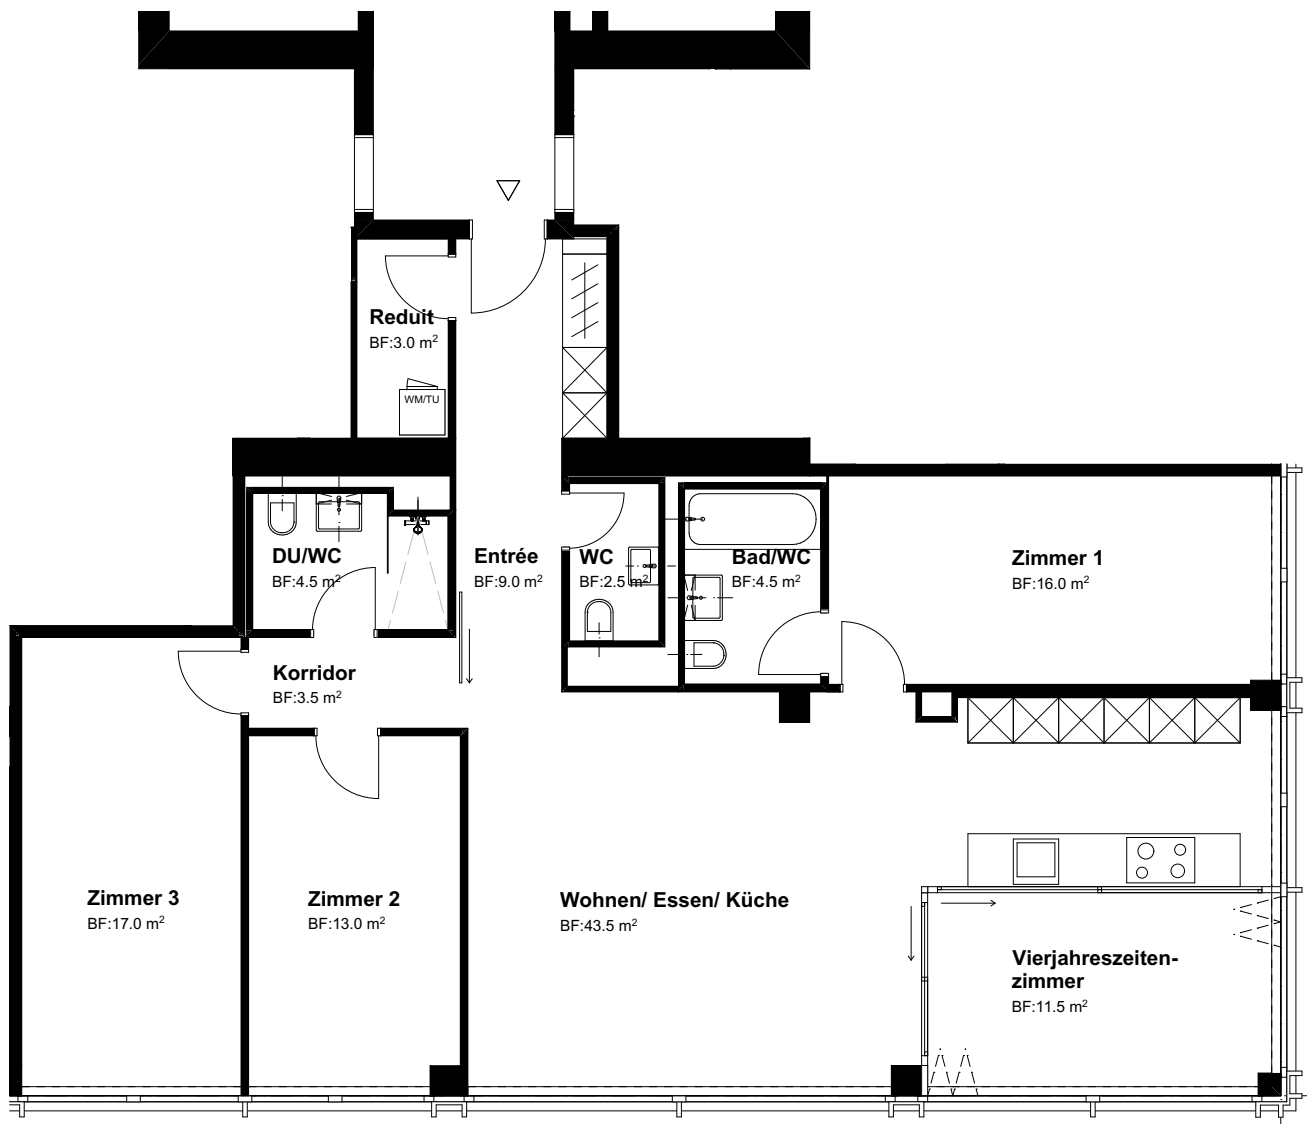 Reduit
BF:3.0 m²
WM/TU
DU/WC
BF:4.5 m²
Entrée
BF:9.0 m²
WC
BF:2.5 m²
Bad/WC
BF:4.5 m²
Zimmer 1
BF:16.0 m²
Korridor
BF:3.5 m²
Zimmer 3
BF:17.0 m²
Zimmer 2
BF:13.0 m²
Wohnen/ Essen/ Küche
BF:43.5 m²
Vierjahreszeiten-
zimmer
BF:11.5 m²